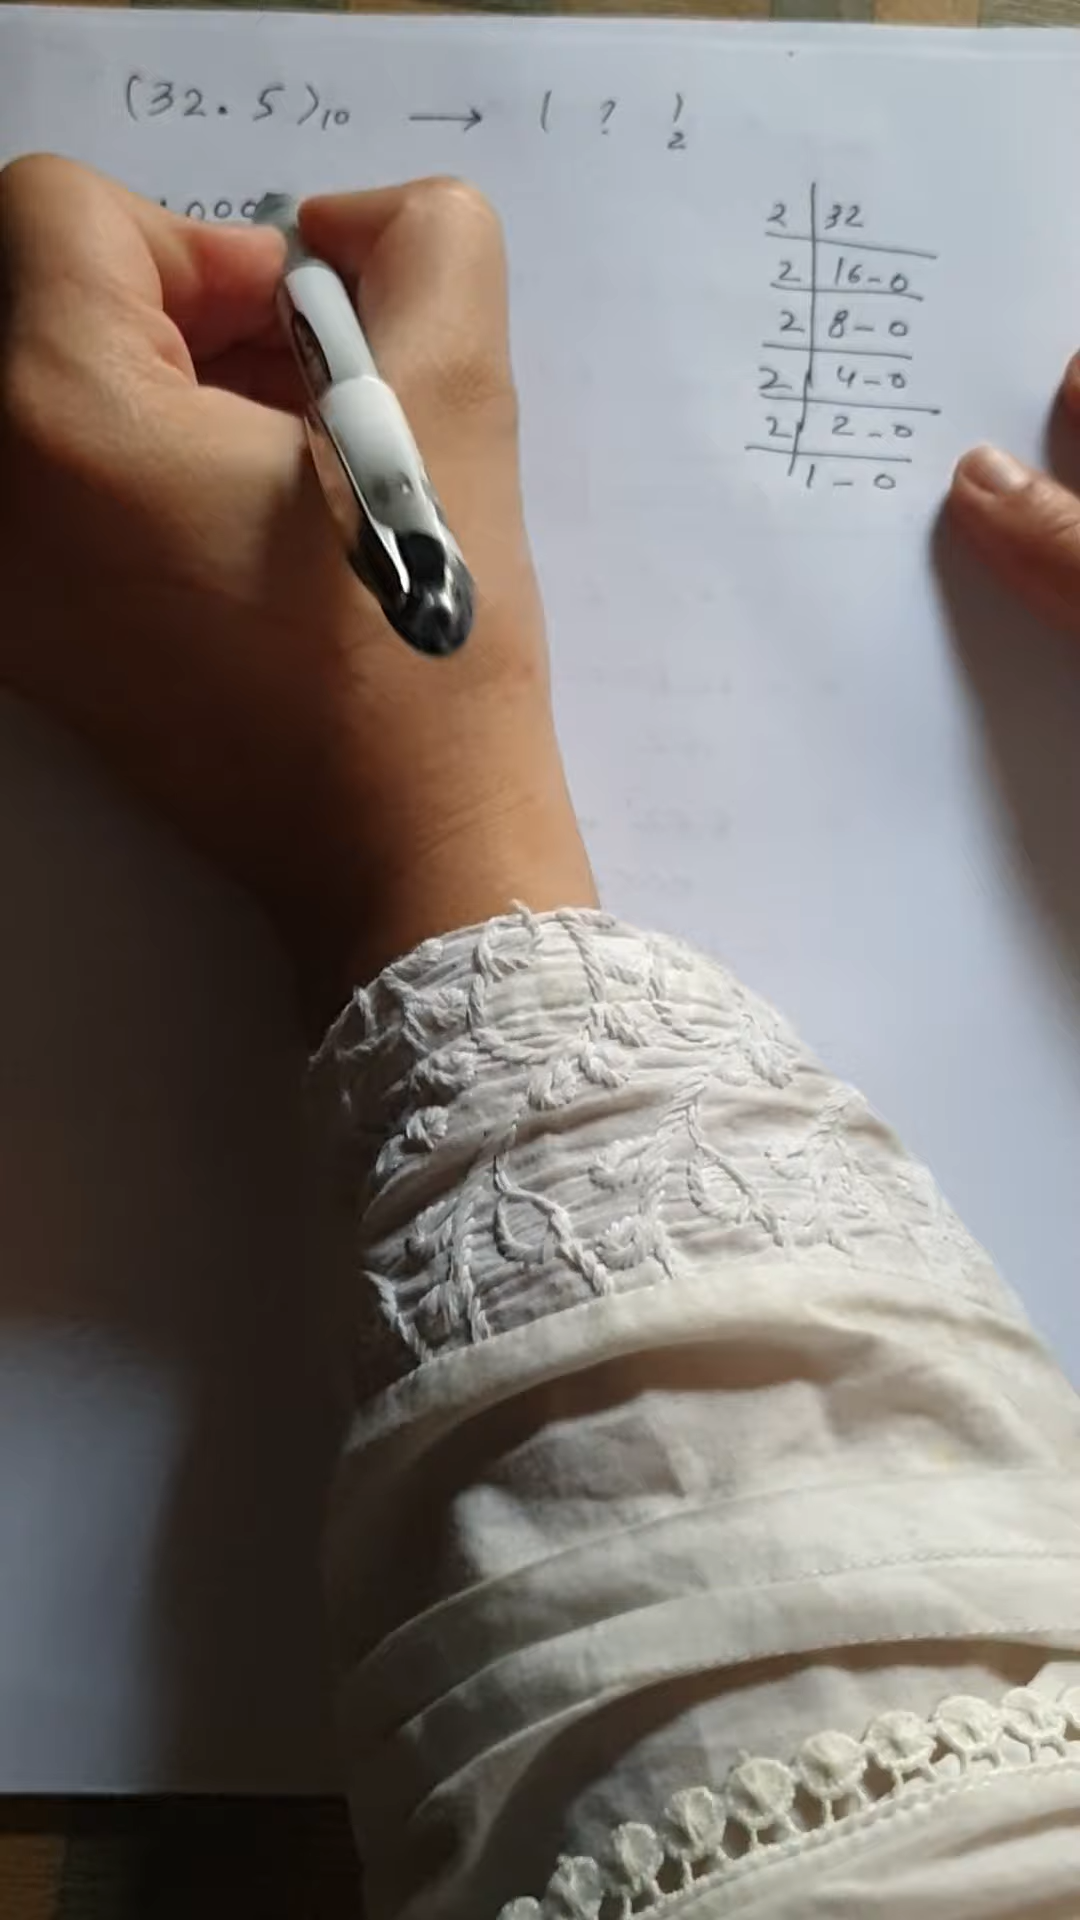 (32.5)10 → ( ? )2
1000
2 | 32
2 | 16 - 0
2 | 8 - 0
2 | 4 - 0
2 | 2 - 0
1 - 0